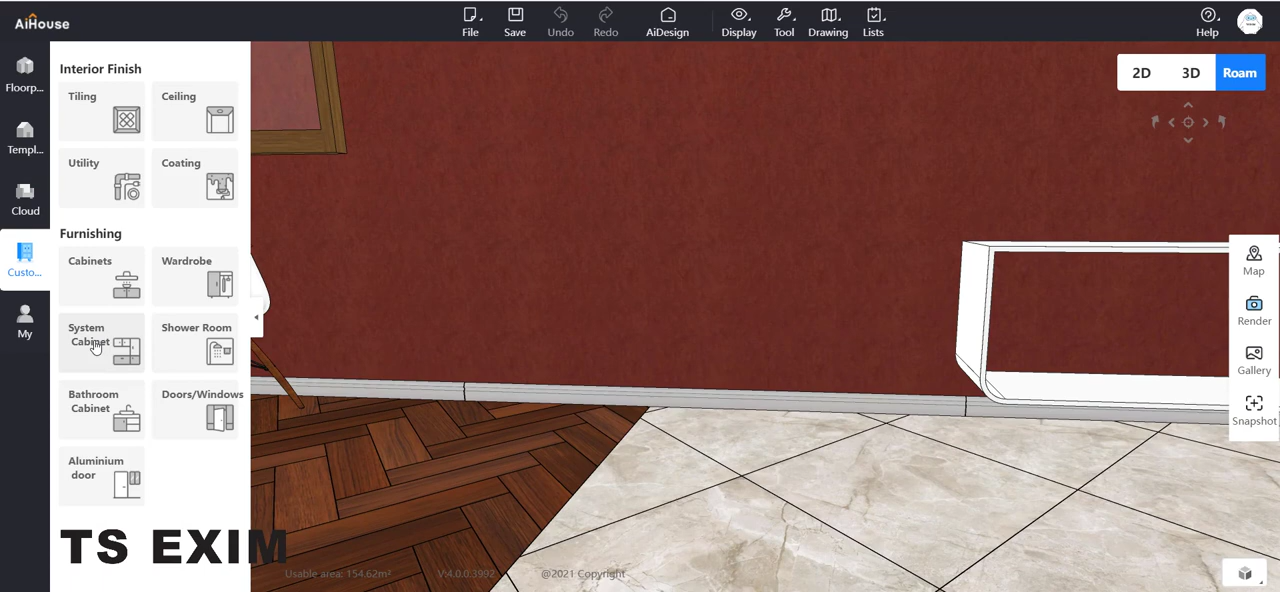 AiHouse
File
Save
Undo
Redo
AiDesign
Display
Tool
Drawing
Lists
Help
Floorp...
Templ...
Cloud
Custo...
My
Interior Finish
Tiling
Ceiling
Utility
Coating
Furnishing
Cabinets
Wardrobe
System
Cabinet
Shower Room
Bathroom
Cabinet
Doors/Windows
Aluminium
door
2D
3D
Roam
Map
Render
Gallery
Snapshot
TS EXIM
Usable area: 154.62m²
V:4.0.0.3992
@2021 Copyright